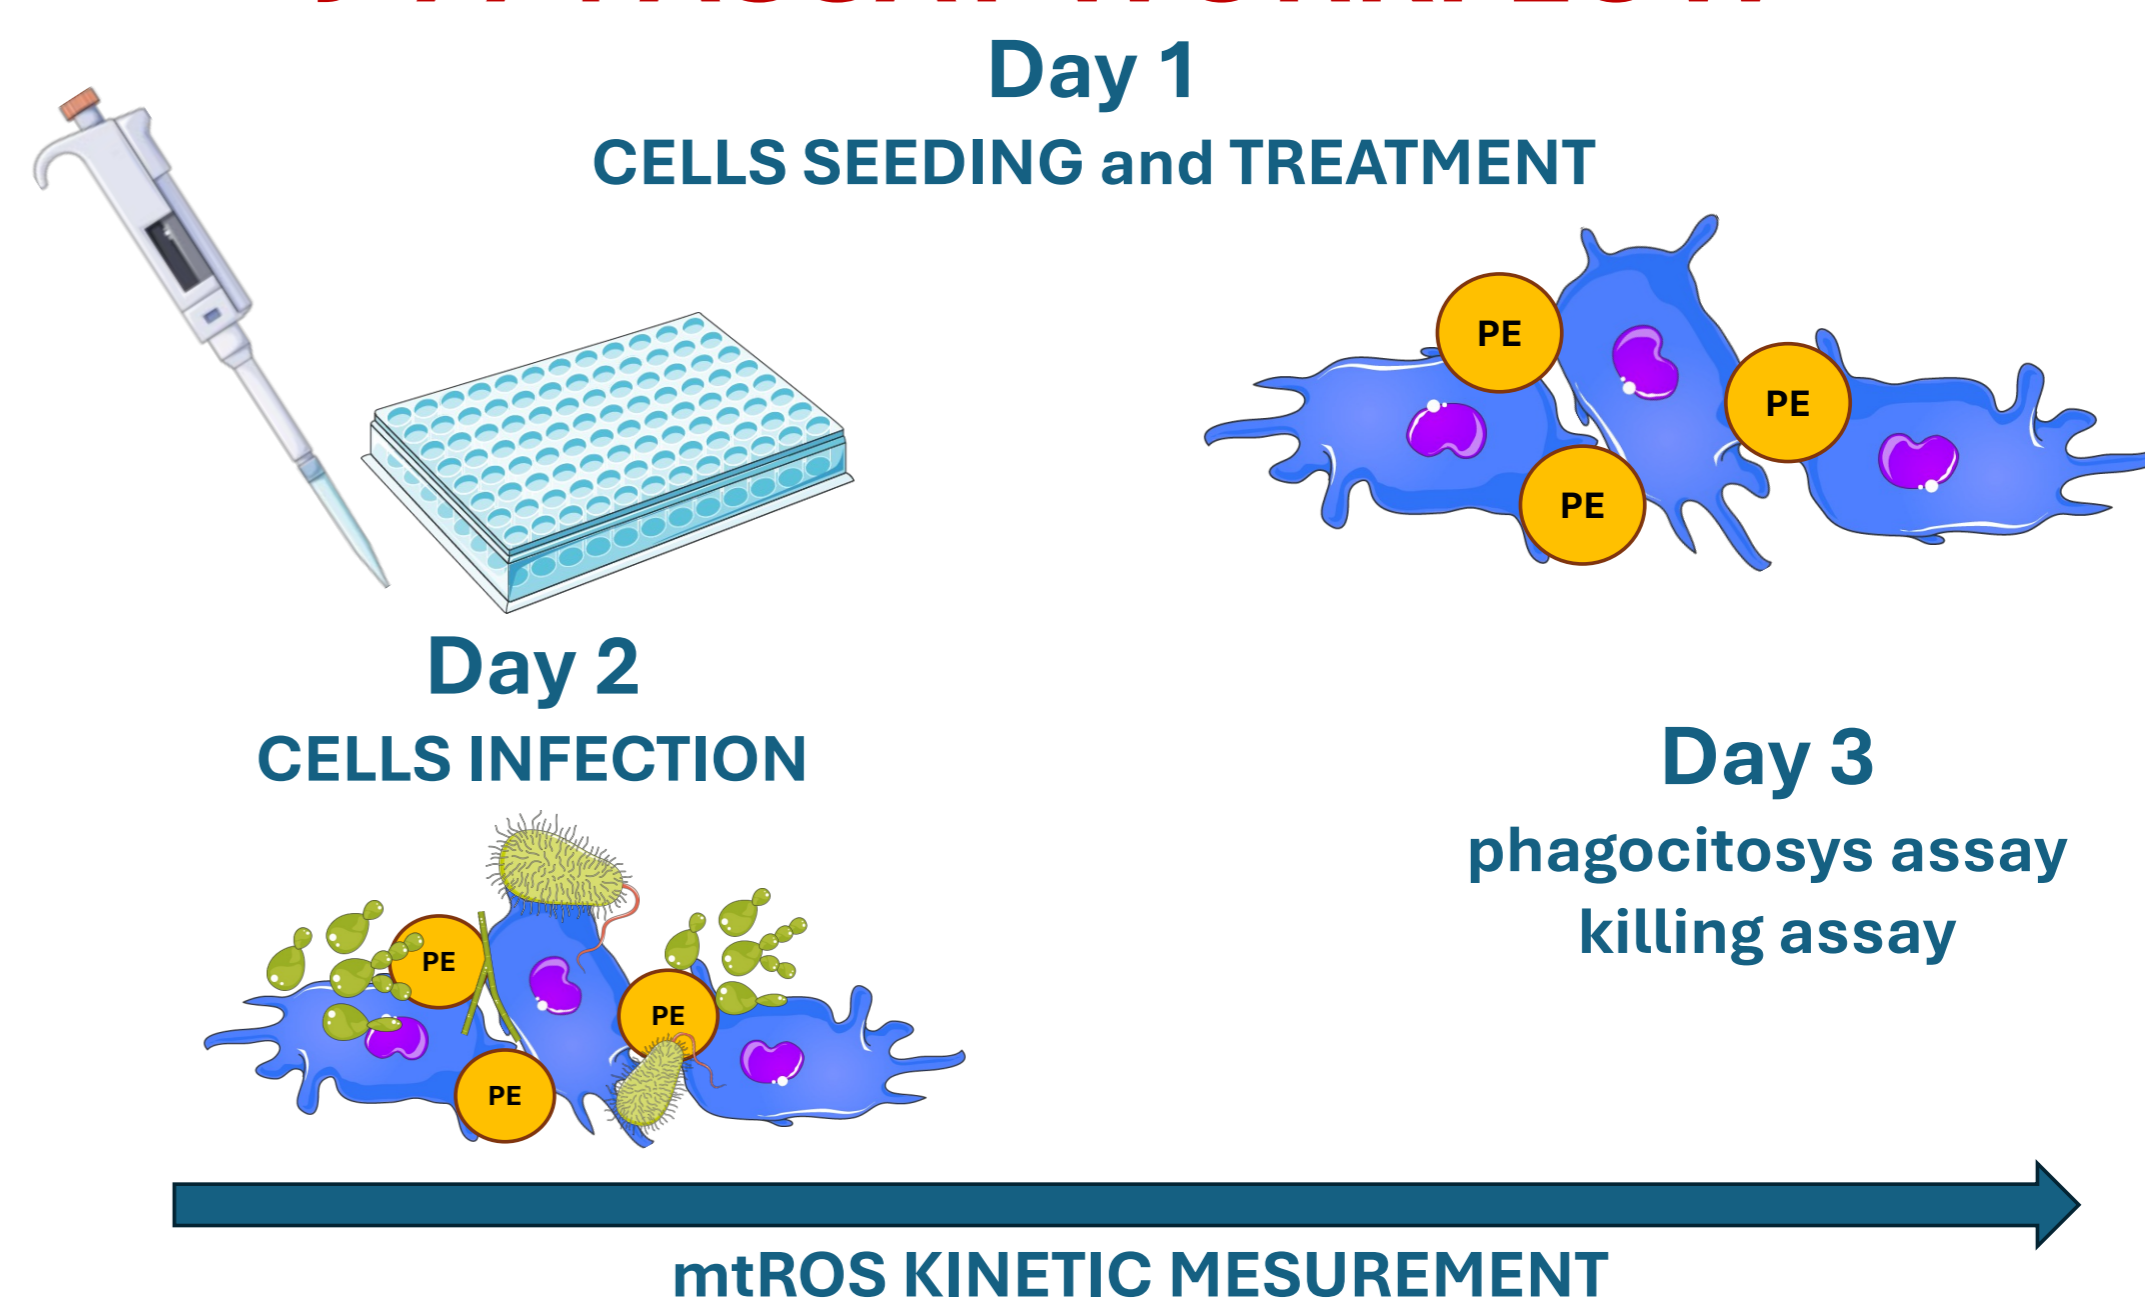 Day 1
CELLS SEEDING and TREATMENT
PE
PE
PE
Day 2
CELLS INFECTION
Day 3
phagocitosys assay
killing assay
PE
PE
PE
mtROS KINETIC MESUREMENT